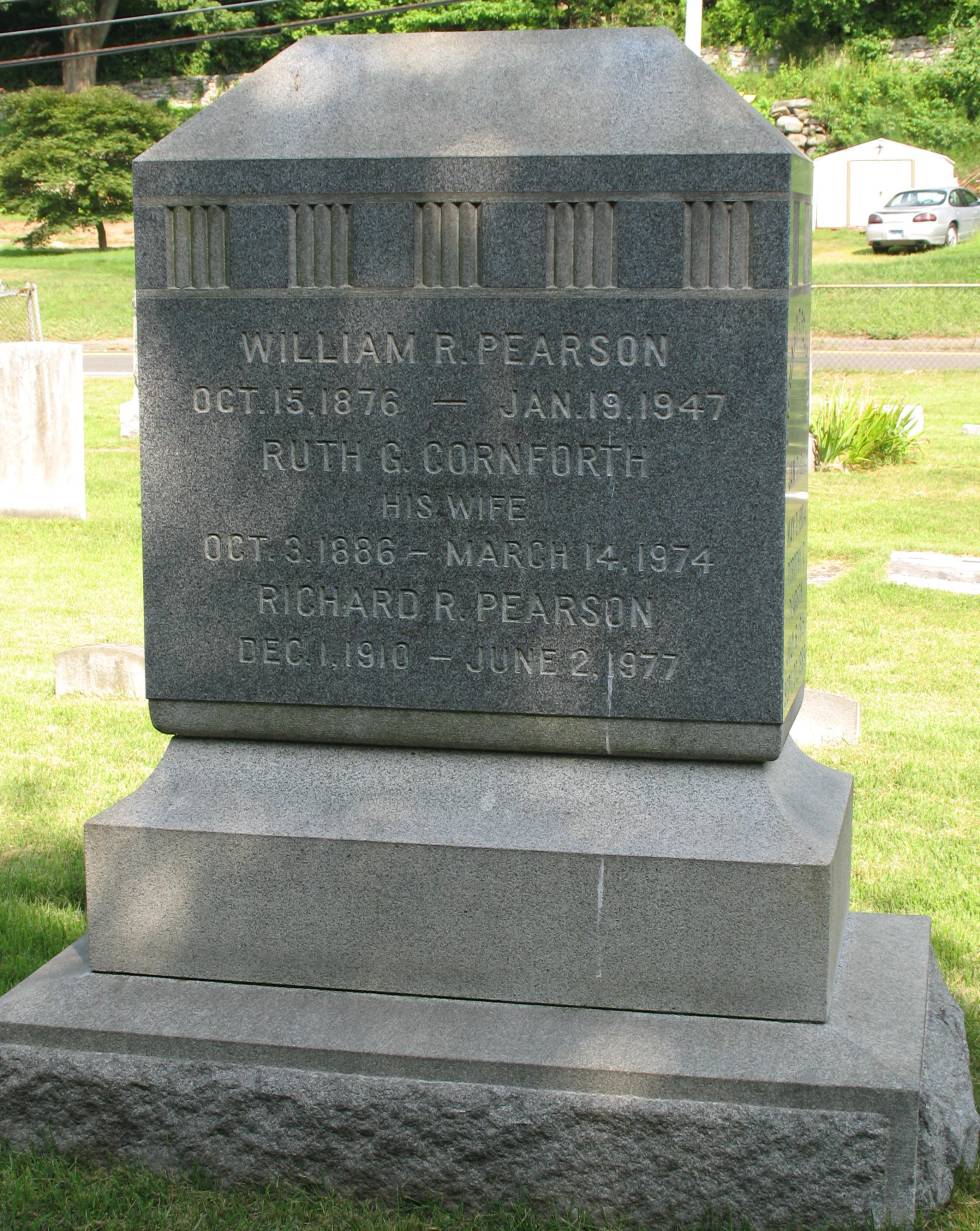 WILLIAM R. PEARSON
OCT. 15, 1876 — JAN. 19, 1947
RUTH G. CORNFORTH
HIS WIFE
OCT. 3, 1886 — MARCH 14, 1974
RICHARD R. PEARSON
DEC. 1, 1910 — JUNE 2, 1977